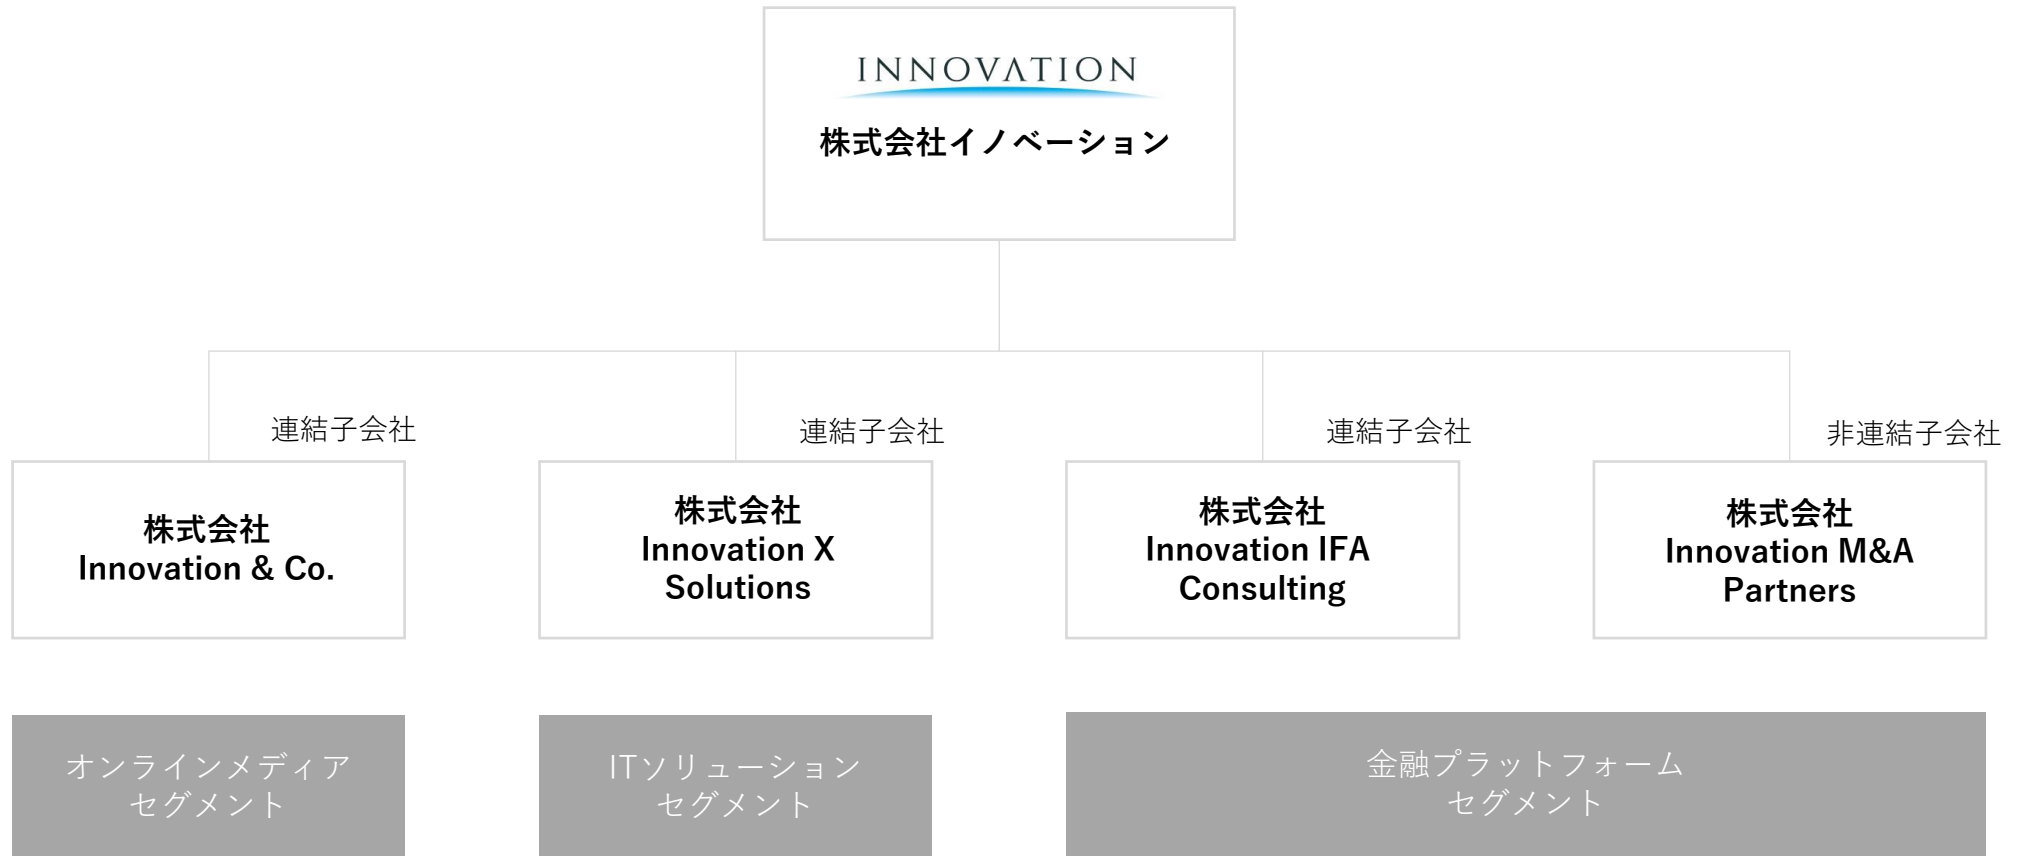 INNOVATION
株式会社イノベーション
連結子会社
連結子会社
連結子会社
非連結子会社
株式会社
Innovation & Co.
株式会社
Innovation X
Solutions
株式会社
Innovation IFA
Consulting
株式会社
Innovation M&A
Partners
オンラインメディア
セグメント
ITソリューション
セグメント
金融プラットフォーム
セグメント